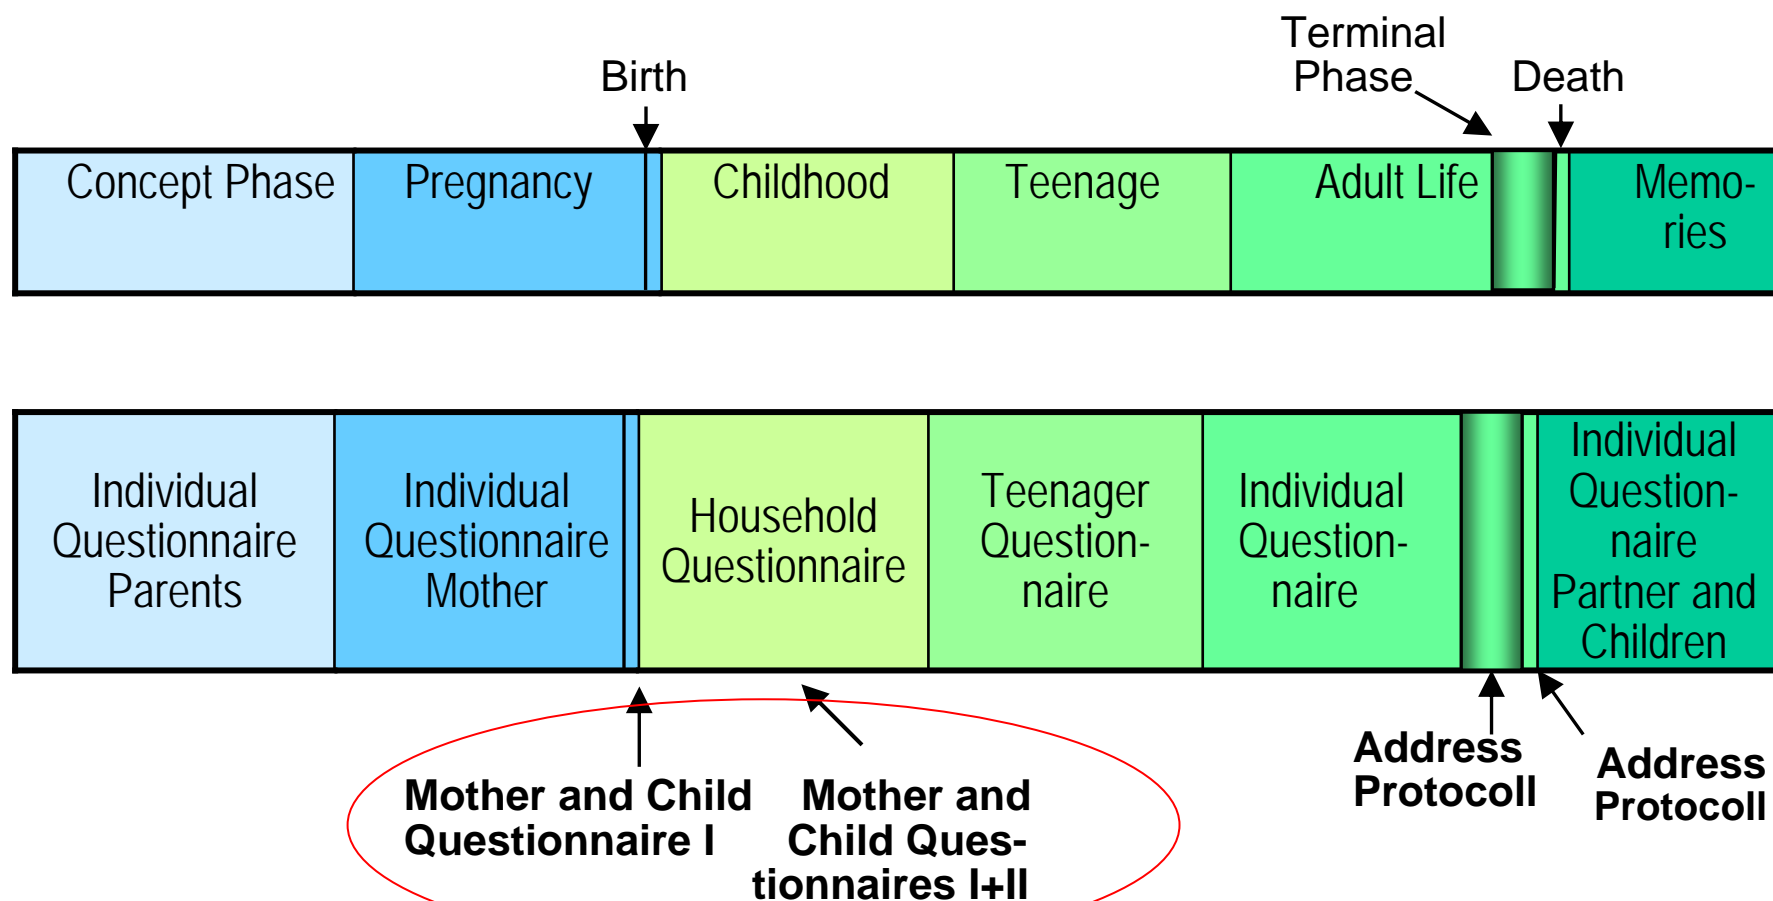 Terminal
Phase
Birth
Death
Concept Phase
Pregnancy
Childhood
Teenage
Adult Life
Memo-
ries
Individual
Questionnaire
Parents
Individual
Questionnaire
Mother
Household
Questionnaire
Teenager
Question-
naire
Individual
Question-
naire
Individual
Question-
naire
Partner and
Children
Mother and Child
Questionnaire I
Mother and
Child Ques-
tionnaires I+II
Address
Protocoll
Address
Protocoll